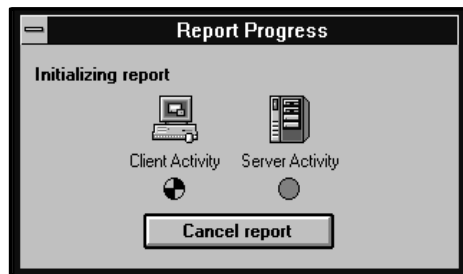 Report Progress
Initializing report
Client Activity Server Activity
Cancel report